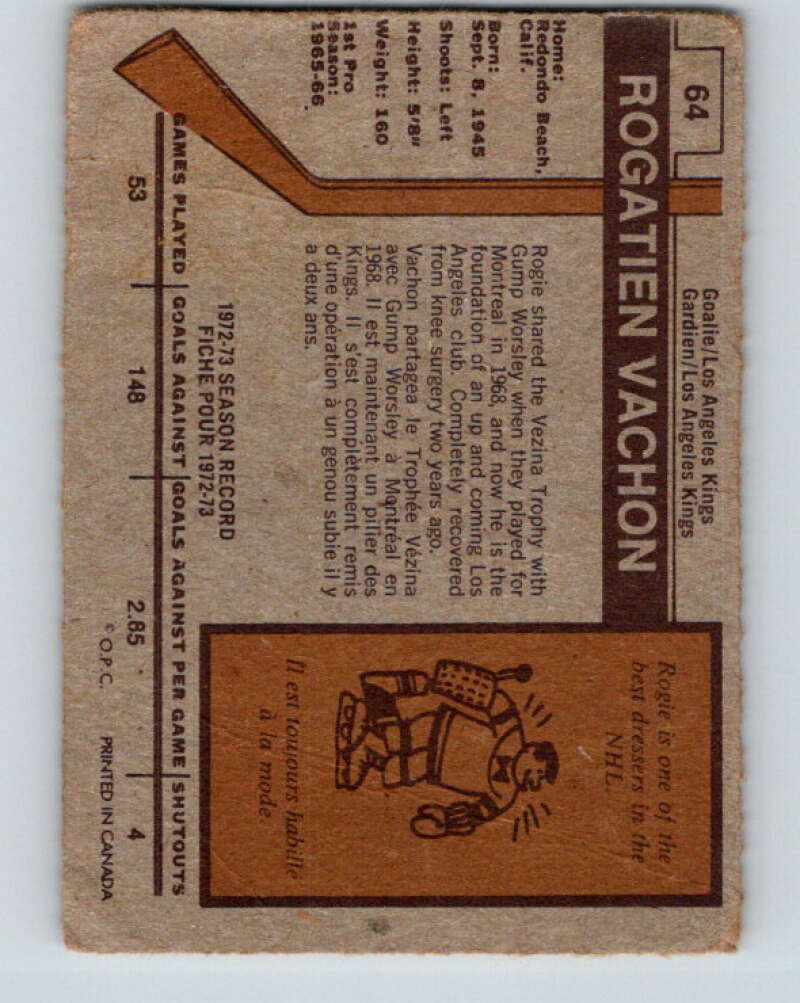 64
Goalie/Los Angeles Kings
Gardien/Los Angeles Kings
ROGATIEN VACHON
Home:
Redondo Beach,
Calif.
Born:
Sept. 8, 1945
Shoots: Left
Height: 5'8"
Weight: 160
1st Pro
Season:
1965-66
Rogie shared the Vezina Trophy with
Gump Worsley when they played for
Montreal in 1968, and now he is the
foundation of an up and coming Los
Angeles club. Completely recovered
from knee surgery two years ago.
Vachon partagea le Trophée Vézina
avec Gump Worsley à Montréal en
1968. Il est maintenant un pilier des
Kings. Il s'est complètement remis
d'une opération à un genou subie il y
a deux ans.
Rogie is one of the
best dressers in the
NHL.
Il est toujours habillé
à la mode.
1972-73 SEASON RECORD
FICHE POUR 1972-73
GAMES PLAYED GOALS AGAINST GOALS AGAINST PER GAME SHUTOUTS
53 148 2.85 4
© O.P.C. PRINTED IN CANADA